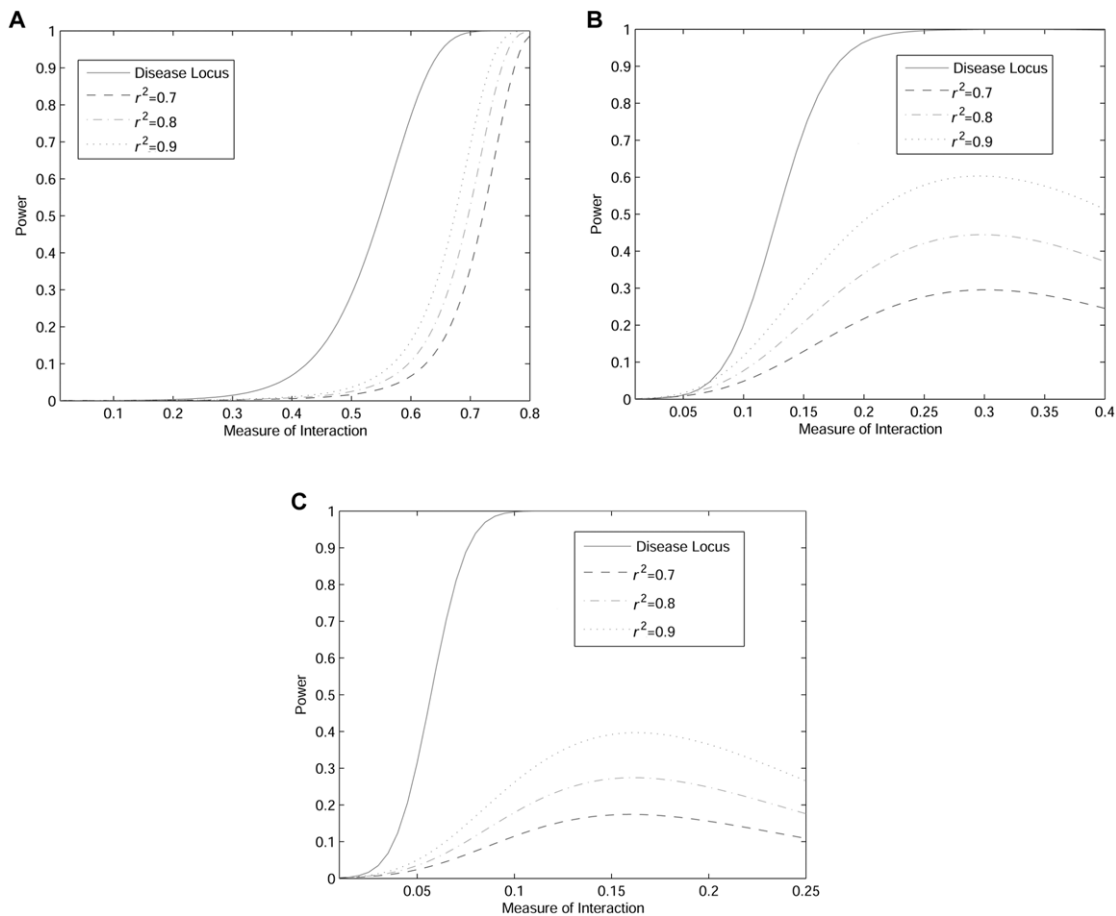 A
1
0.9
0.8
0.7
0.6
0.5
0.4
0.3
0.2
0.1
0
Power
Disease Locus
r²=0.7
r²=0.8
r²=0.9
0.1 0.2 0.3 0.4 0.5 0.6 0.7 0.8
Measure of Interaction
B
1
0.9
0.8
0.7
0.6
0.5
0.4
0.3
0.2
0.1
0
Power
Disease Locus
r²=0.7
r²=0.8
r²=0.9
0.05 0.1 0.15 0.2 0.25 0.3 0.35 0.4
Measure of Interaction
C
1
0.9
0.8
0.7
0.6
0.5
0.4
0.3
0.2
0.1
0
Power
Disease Locus
r²=0.7
r²=0.8
r²=0.9
0.05 0.1 0.15 0.2 0.25
Measure of Interaction